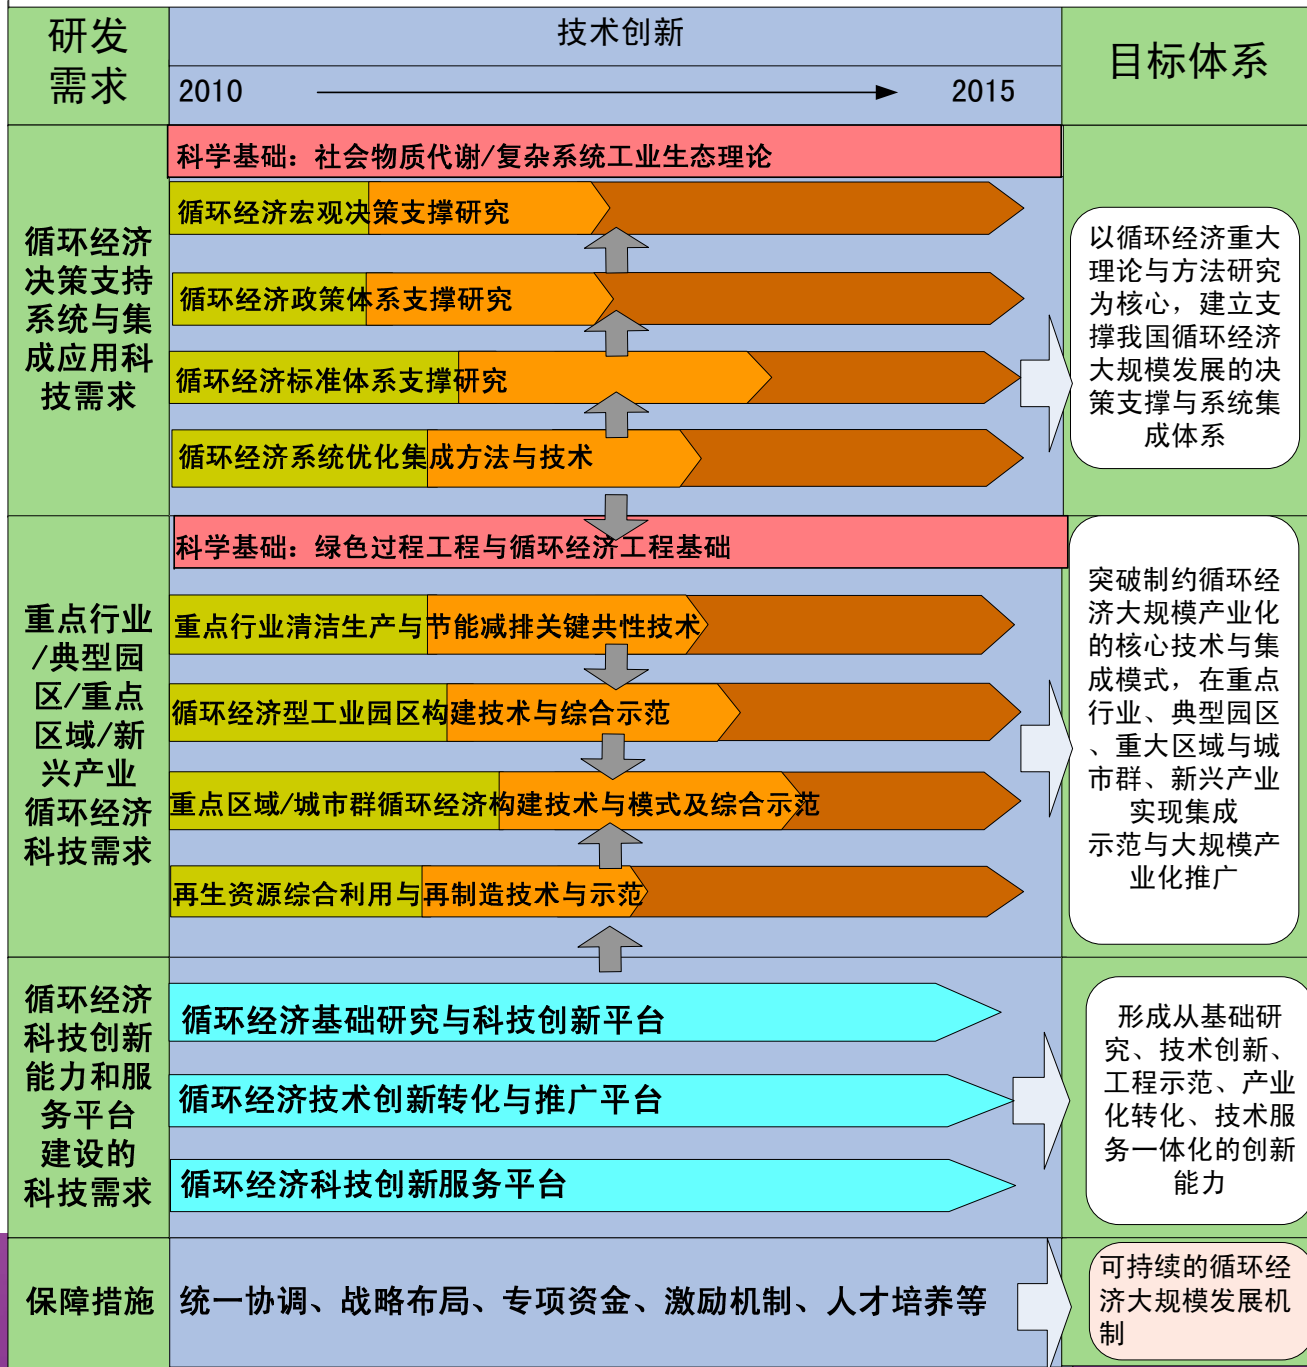 研发
需求
技术创新
2010
2015
目标体系
循环经济
决策支持
系统与集
成应用科
技需求
科学基础：社会物质代谢/复杂系统工业生态理论
循环经济宏观决策支撑研究
循环经济政策体系支撑研究
循环经济标准体系支撑研究
循环经济系统优化集成方法与技术
以循环经济重大
理论与方法研究
为核心，建立支
撑我国循环经济
大规模发展的决
策支撑与系统集
成体系
重点行业
/典型园
区/重点
区域/新
兴产业
循环经济
科技需求
科学基础：绿色过程工程与循环经济工程基础
重点行业清洁生产与节能减排关键共性技术
循环经济型工业园区构建技术与综合示范
重点区域/城市群循环经济构建技术与模式及综合示范
再生资源综合利用与再制造技术与示范
突破制约循环经
济大规模产业化
的核心技术与集
成模式，在重点
行业、典型园区
、重大区域与城
市群、新兴产业
实现集成
示范与大规模产
业化推广
循环经济
科技创新
能力和服
务平台
建设的
科技需求
循环经济基础研究与科技创新平台
循环经济技术创新转化与推广平台
循环经济科技创新服务平台
形成从基础研
究、技术创新、
工程示范、产业
化转化、技术服
务一体化的创新
能力
保障措施
统一协调、战略布局、专项资金、激励机制、人才培养等
可持续的循环经
济大规模发展机
制